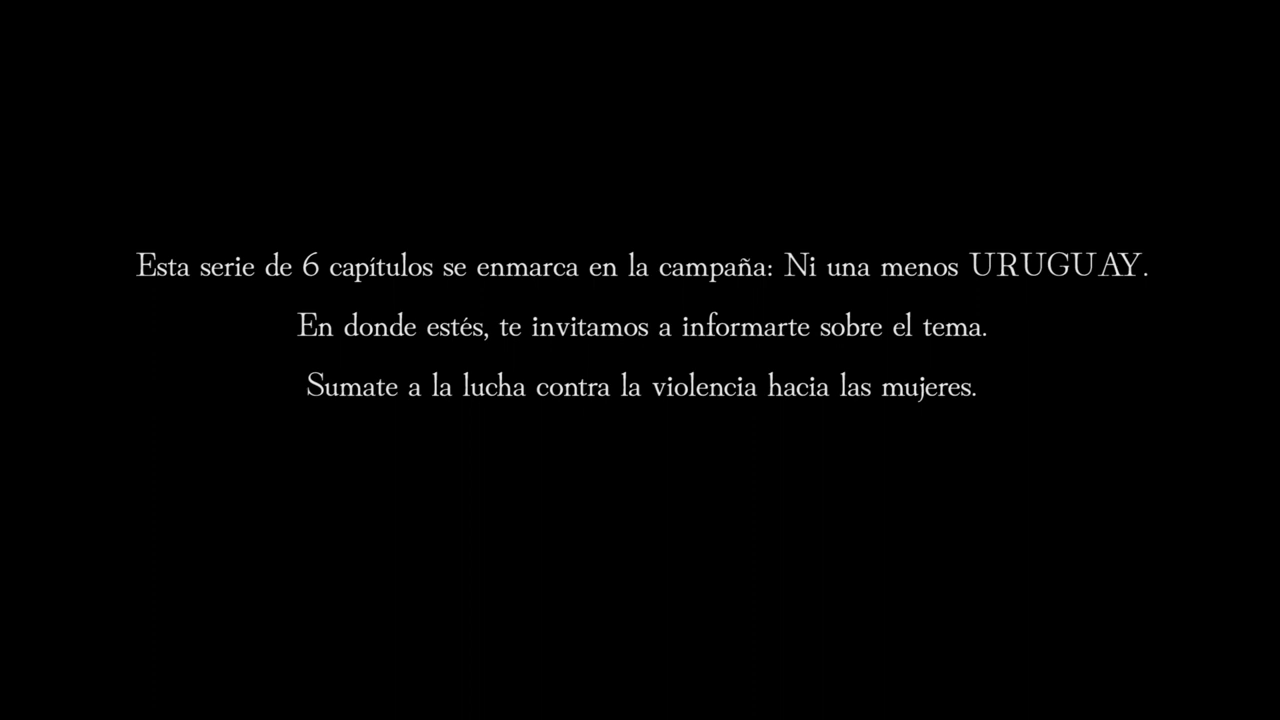 Esta serie de 6 capítulos se enmarca en la campaña: Ni una menos URUGUAY.
En donde estés, te invitamos a informarte sobre el tema.
Sumate a la lucha contra la violencia hacia las mujeres.